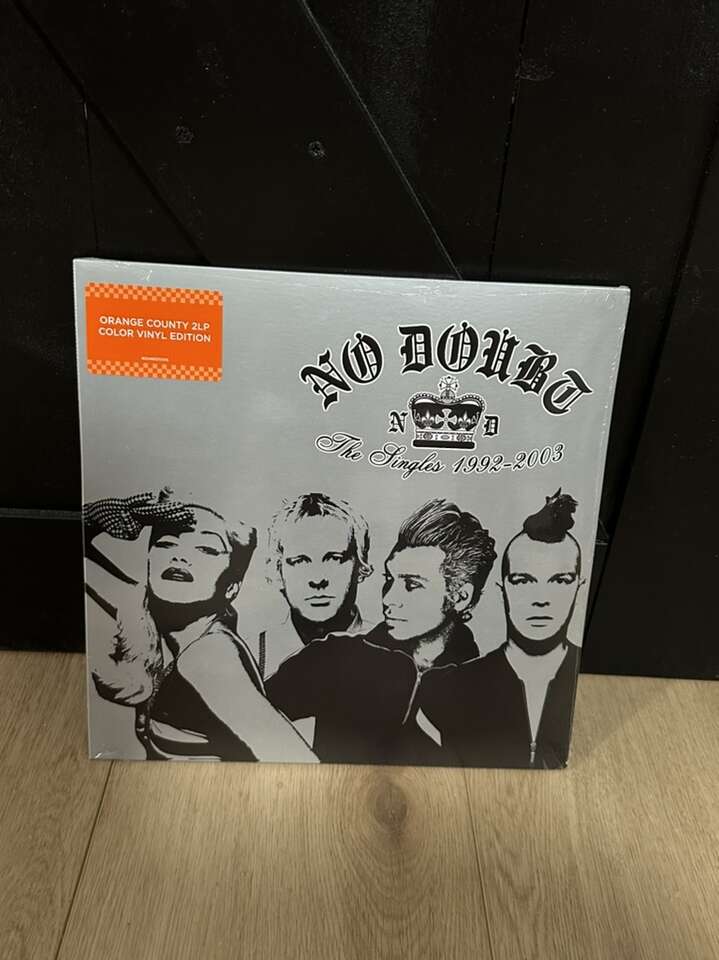 ORANGE COUNTY 2LP
COLOR VINYL EDITION
NO DOUBT
N D
The Singles 1992-2003